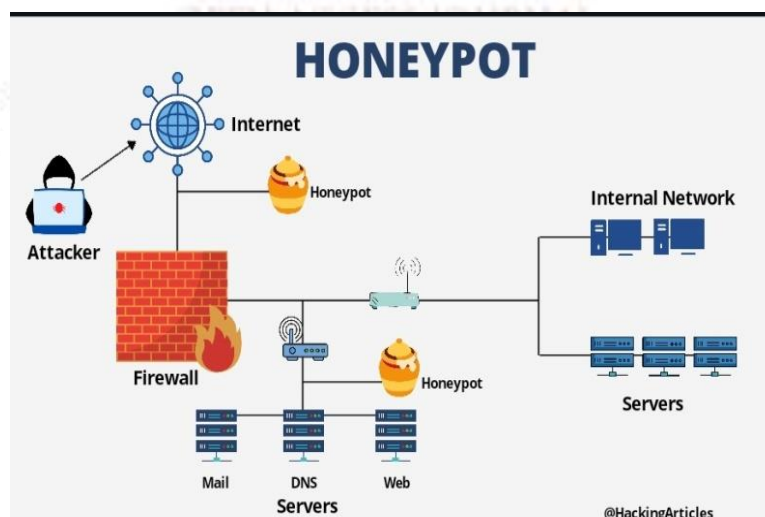 HONEYPOT
Internet
Honeypot
Attacker
Internal Network
Firewall
Honeypot
Servers
Mail DNS Web
Servers
@HackingArticles